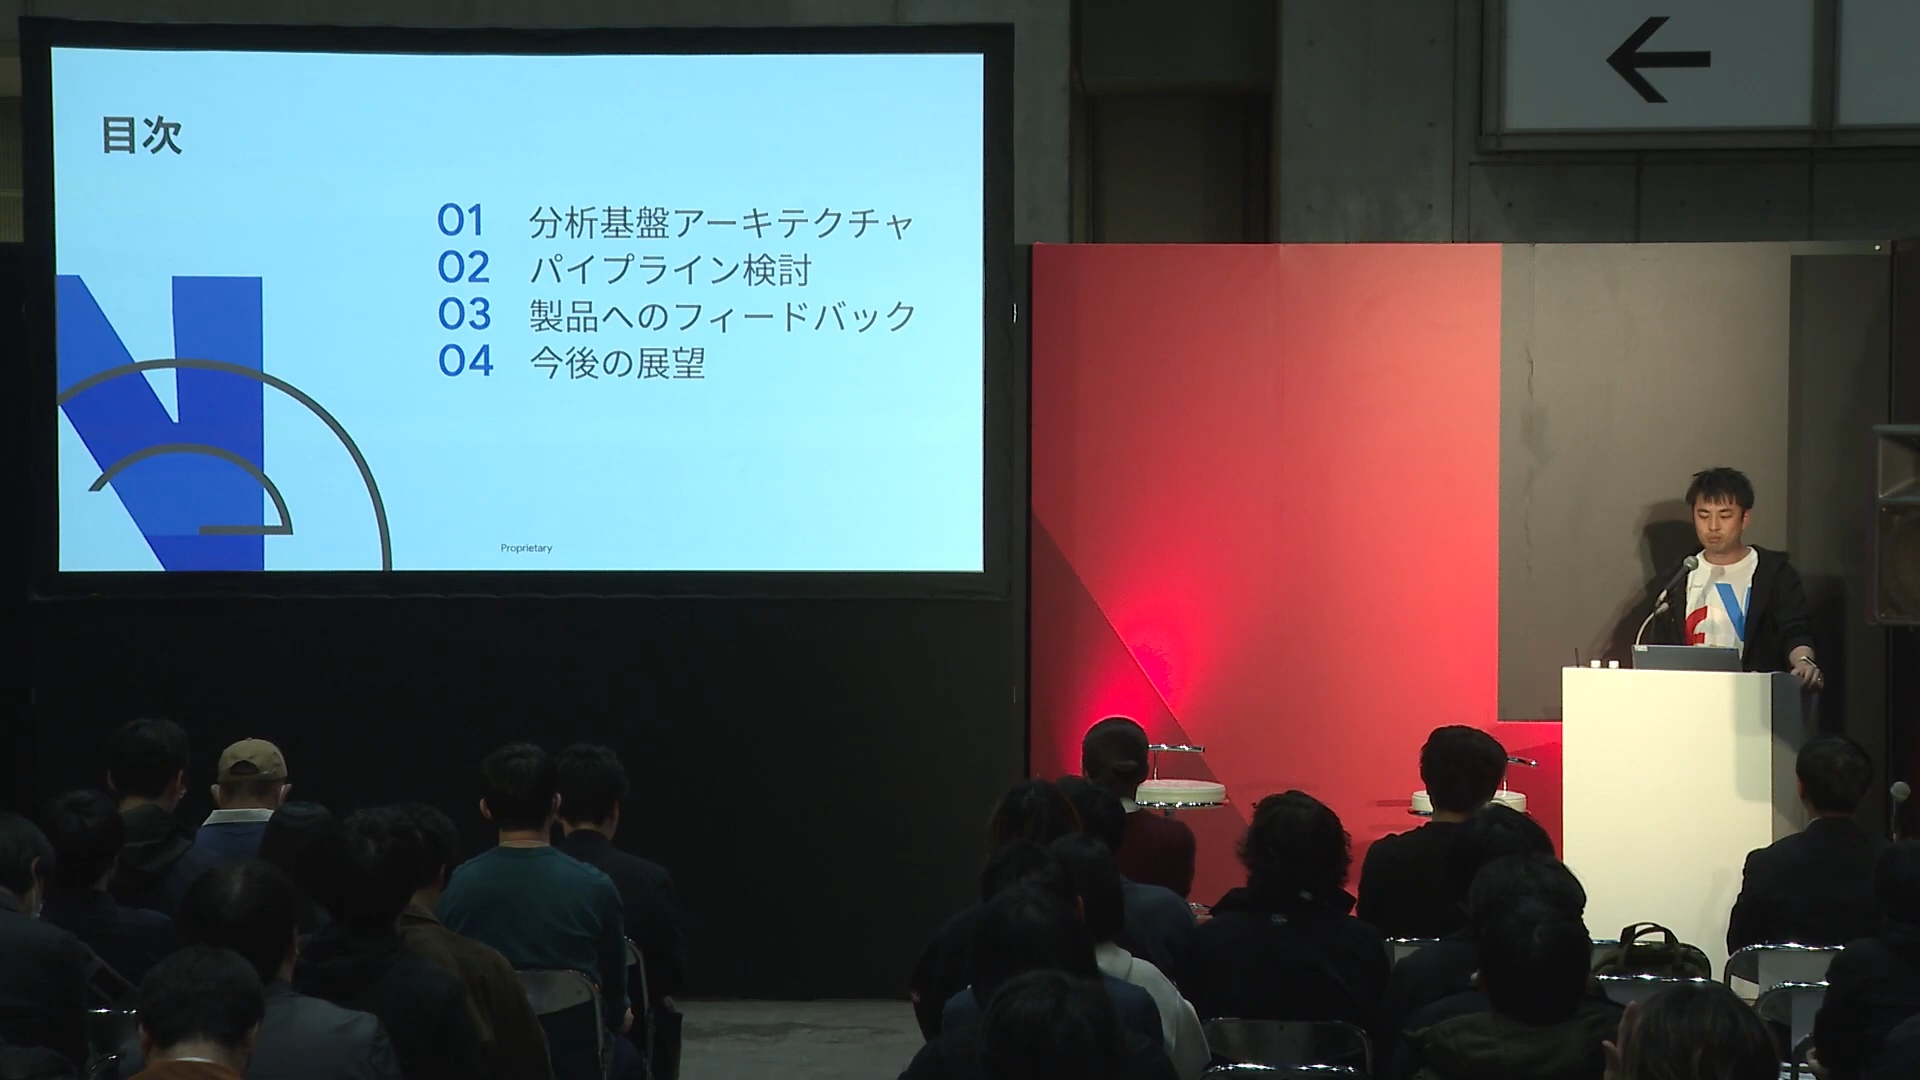 目次
01 分析基盤アーキテクチャ
02 パイプライン検討
03 製品へのフィードバック
04 今後の展望
Proprietary